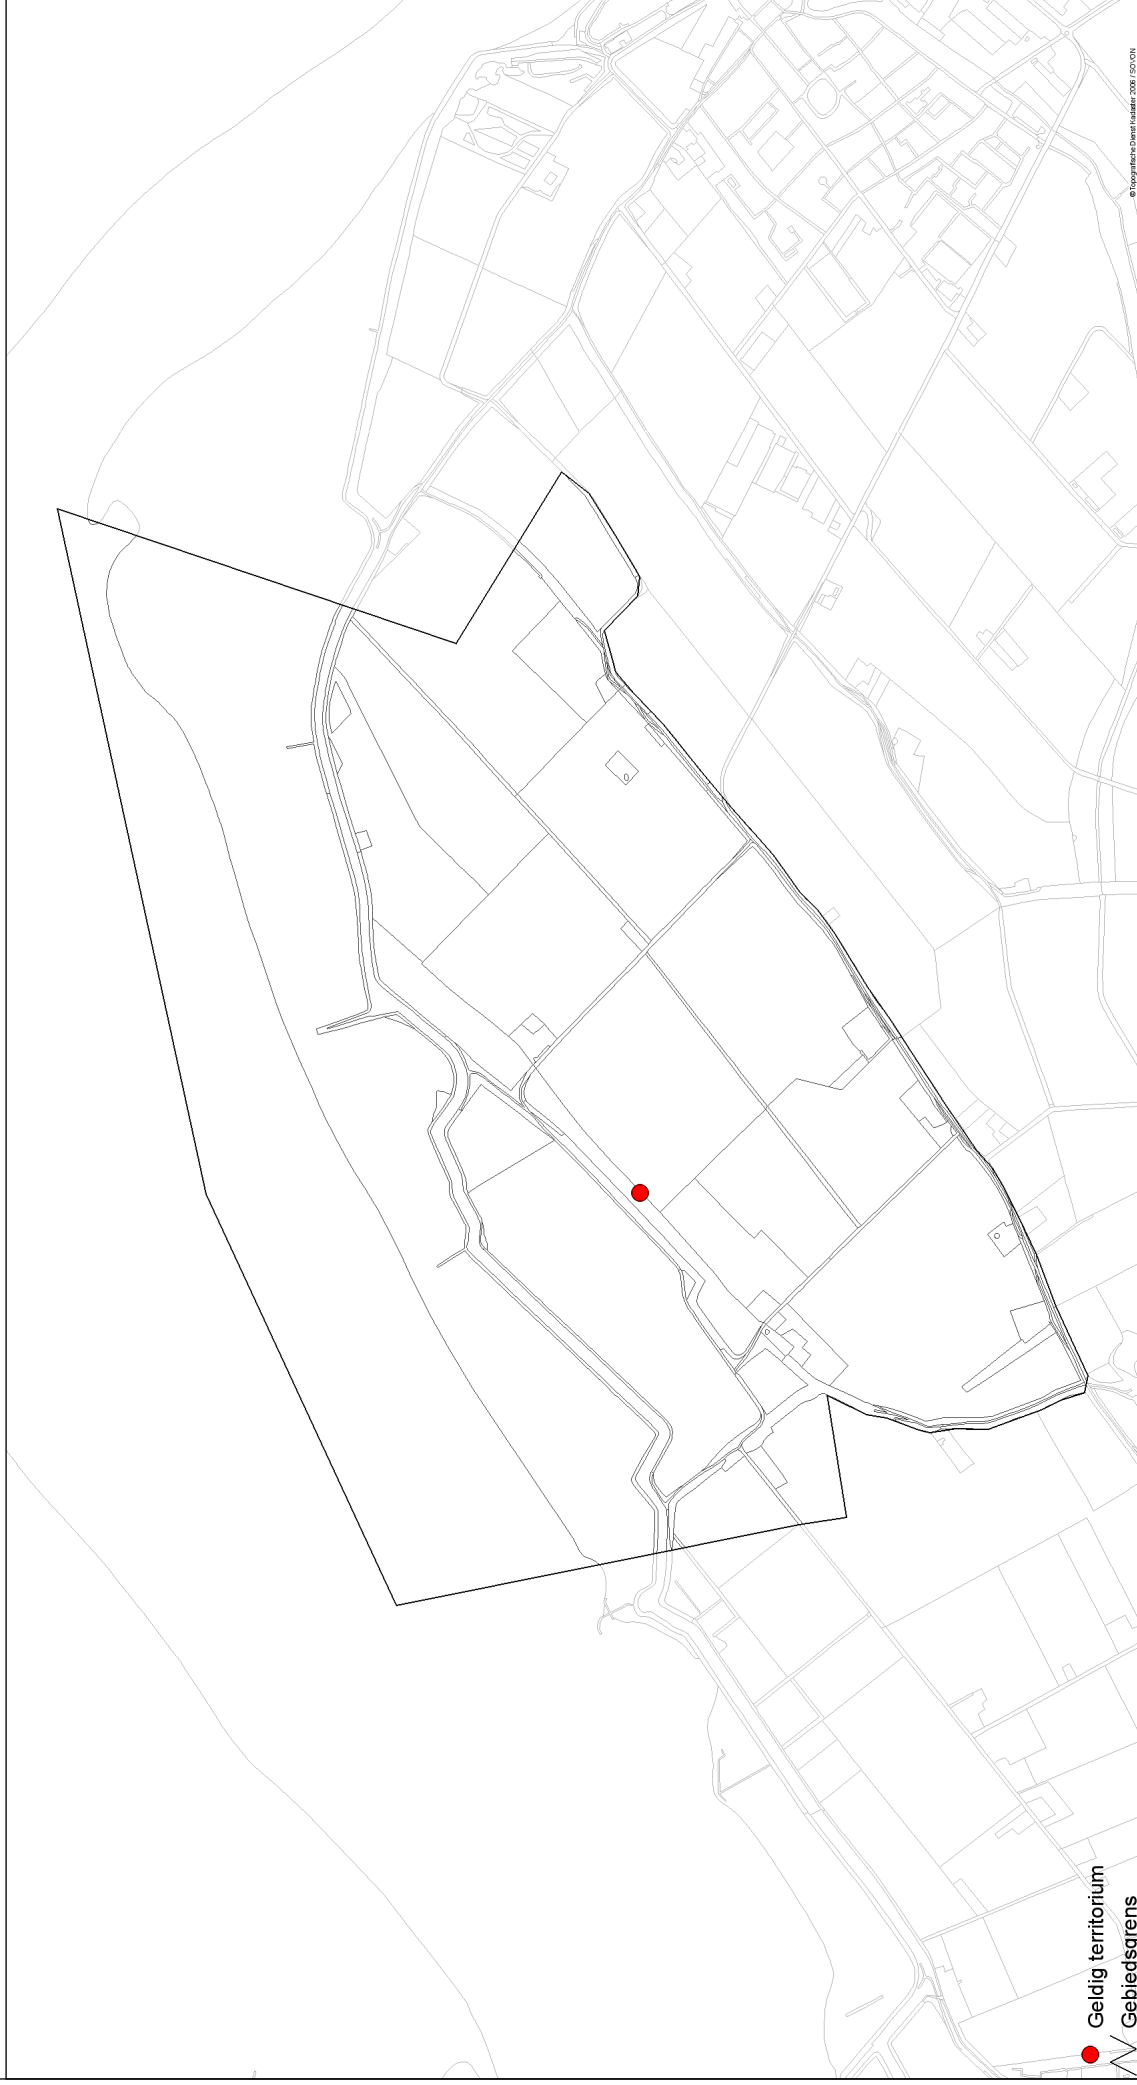 © Topografische Dienst Kadaster 2006 / SOVON
Geldig territorium
Gebiedsgrens